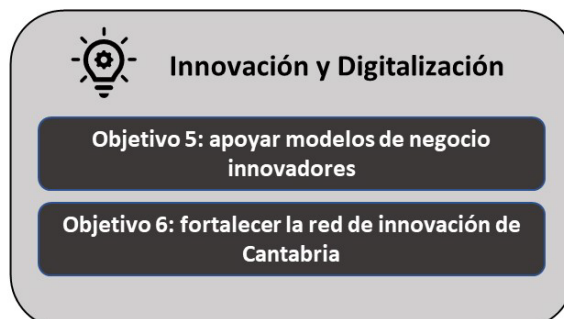 Innovación y Digitalización
Objetivo 5: apoyar modelos de negocio
innovadores
Objetivo 6: fortalecer la red de innovación de
Cantabria